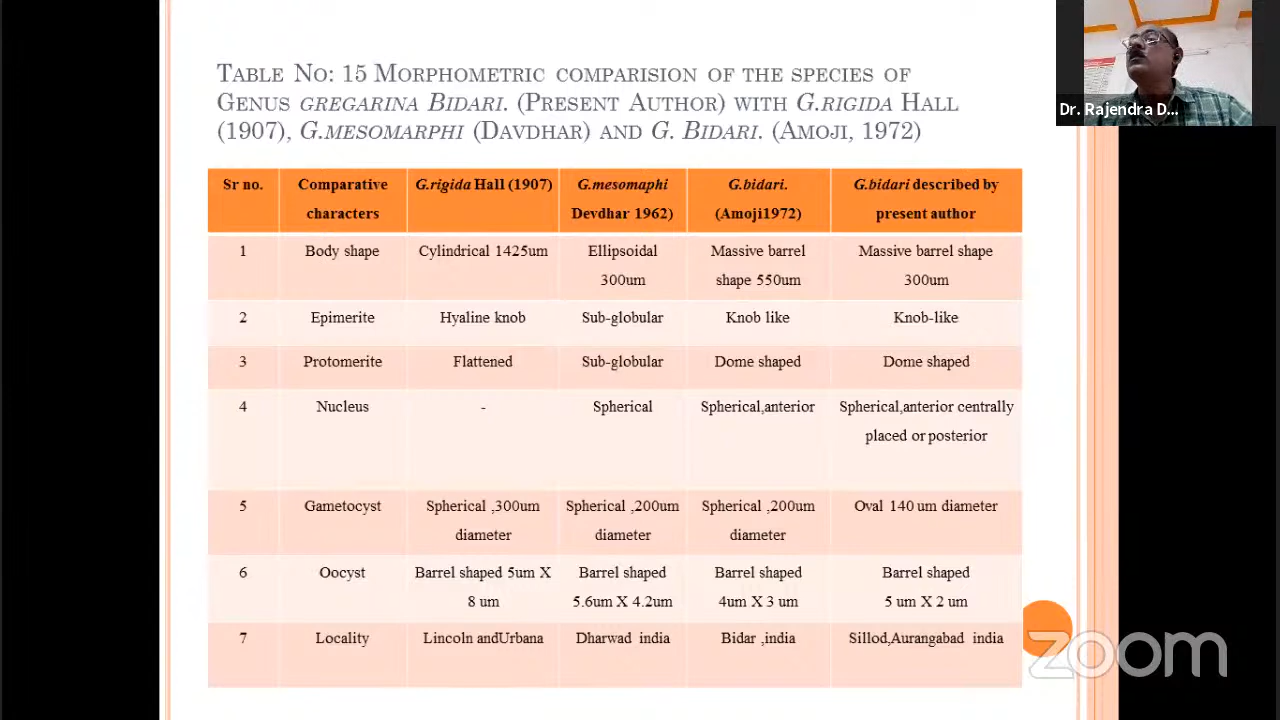 TABLE NO: 15 MORPHOMETRIC COMPARISION OF THE SPECIES OF
GENUS GREGARINA BIDARI. (PRESENT AUTHOR) WITH G.RIGIDA HALL
(1907), G.MESOMARPHI (DAVDHAR) AND G. BIDARI. (AMOJI, 1972)
Dr. Rajendra D...
Sr no. Comparative characters G.rigida Hall (1907) G.mesomaphi Devdhar 1962) G.bidari. (Amoji1972) G.bidari described by present author
1 Body shape Cylindrical 1425um Ellipsoidal 300um Massive barrel shape 550um Massive barrel shape 300um
2 Epimerite Hyaline knob Sub-globular Knob like Knob-like
3 Protomerite Flattened Sub-globular Dome shaped Dome shaped
4 Nucleus - Spherical Spherical,anterior Spherical,anterior centrally placed or posterior
5 Gametocyst Spherical ,300um diameter Spherical ,200um diameter Spherical ,200um diameter Oval 140 um diameter
6 Oocyst Barrel shaped 5um X 8 um Barrel shaped 5.6um X 4.2um Barrel shaped 4um X 3 um Barrel shaped 5 um X 2 um
7 Locality Lincoln andUrbana Dharwad india Bidar ,india Sillod,Aurangabad india
zoom